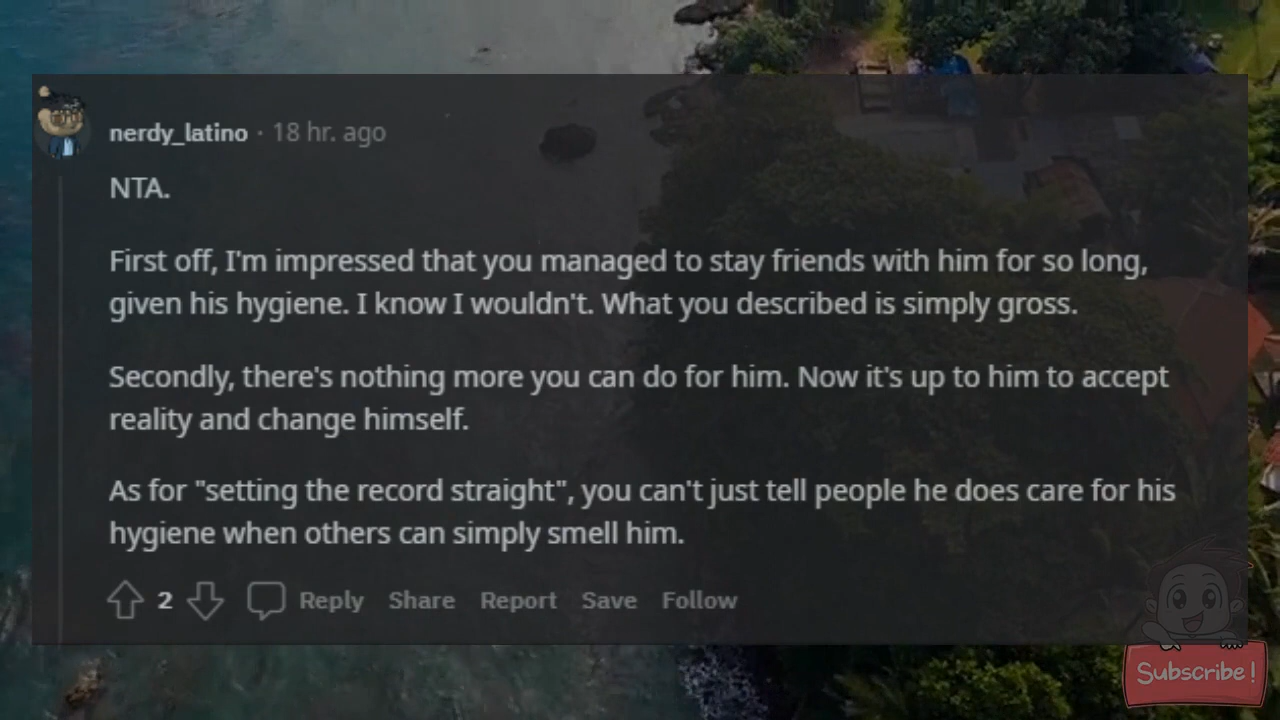 nerdy_latino · 18 hr. ago
NTA.
First off, I'm impressed that you managed to stay friends with him for so long,
given his hygiene. I know I wouldn't. What you described is simply gross.
Secondly, there's nothing more you can do for him. Now it's up to him to accept
reality and change himself.
As for "setting the record straight", you can't just tell people he does care for his
hygiene when others can simply smell him.
2 Reply Share Report Save Follow
Subscribe!